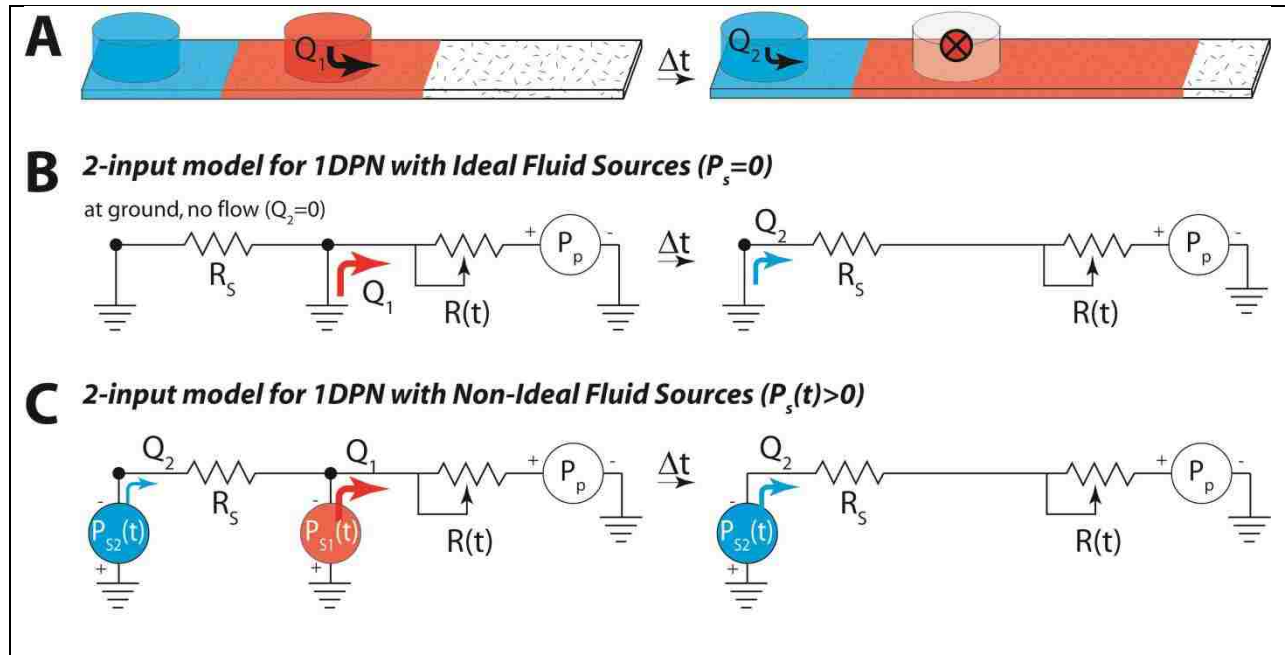 A
Q1
Δt
Q2
B 2-input model for 1DPN with Ideal Fluid Sources (Ps=0)
at ground, no flow (Q2=0)
Q2
+ Pp -
Δt
+ Pp -
RS
Q1
R(t)
RS
R(t)
C 2-input model for 1DPN with Non-Ideal Fluid Sources (Ps(t)>0)
Q2
Q1
+ Pp -
Δt
Q2
+ Pp -
RS
R(t)
RS
R(t)
- PS2(t) +
- PS1(t) +
- PS2(t) +